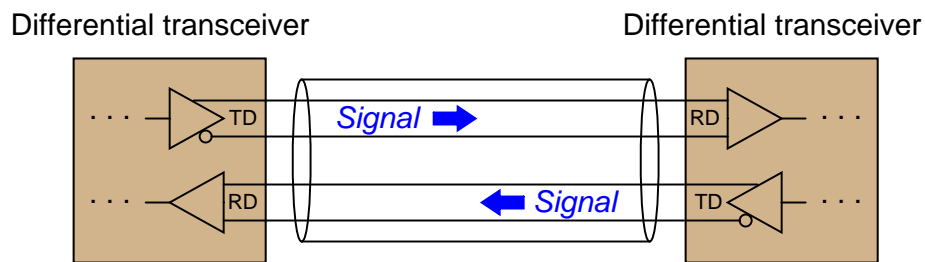 Differential transceiver Differential transceiver
. . . TD Signal RD . . .
. . . RD Signal TD . . .